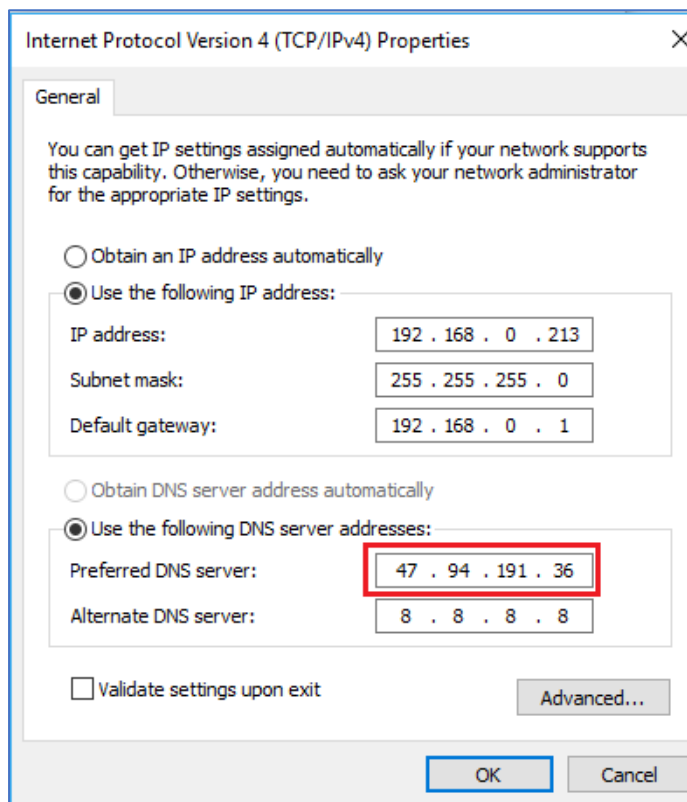 Internet Protocol Version 4 (TCP/IPv4) Properties
General
You can get IP settings assigned automatically if your network supports
this capability. Otherwise, you need to ask your network administrator
for the appropriate IP settings.
Obtain an IP address automatically
Use the following IP address:
IP address: 192 . 168 . 0 . 213
Subnet mask: 255 . 255 . 255 . 0
Default gateway: 192 . 168 . 0 . 1
Obtain DNS server address automatically
Use the following DNS server addresses:
Preferred DNS server: 47 . 94 . 191 . 36
Alternate DNS server: 8 . 8 . 8 . 8
Validate settings upon exit
Advanced...
OK Cancel